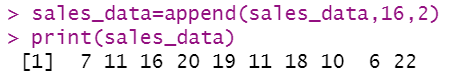 > sales_data=append(sales_data,16,2)
> print(sales_data)
 [1]  7 11 16 20 19 11 18 10  6 22